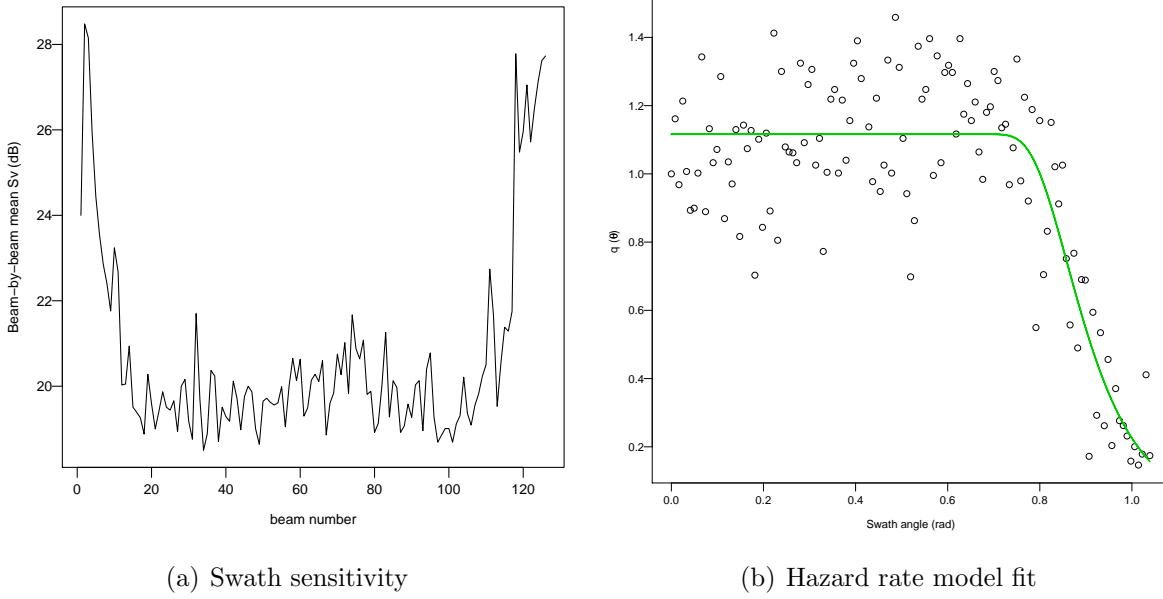 28
26
24
22
20
Beam−by−beam mean Sv (dB)
0 20 40 60 80 100 120
beam number
(a) Swath sensitivity
1.4
1.2
1.0
0.8
0.6
0.4
0.2
q (θ)
0.0 0.2 0.4 0.6 0.8 1.0
Swath angle (rad)
(b) Hazard rate model fit